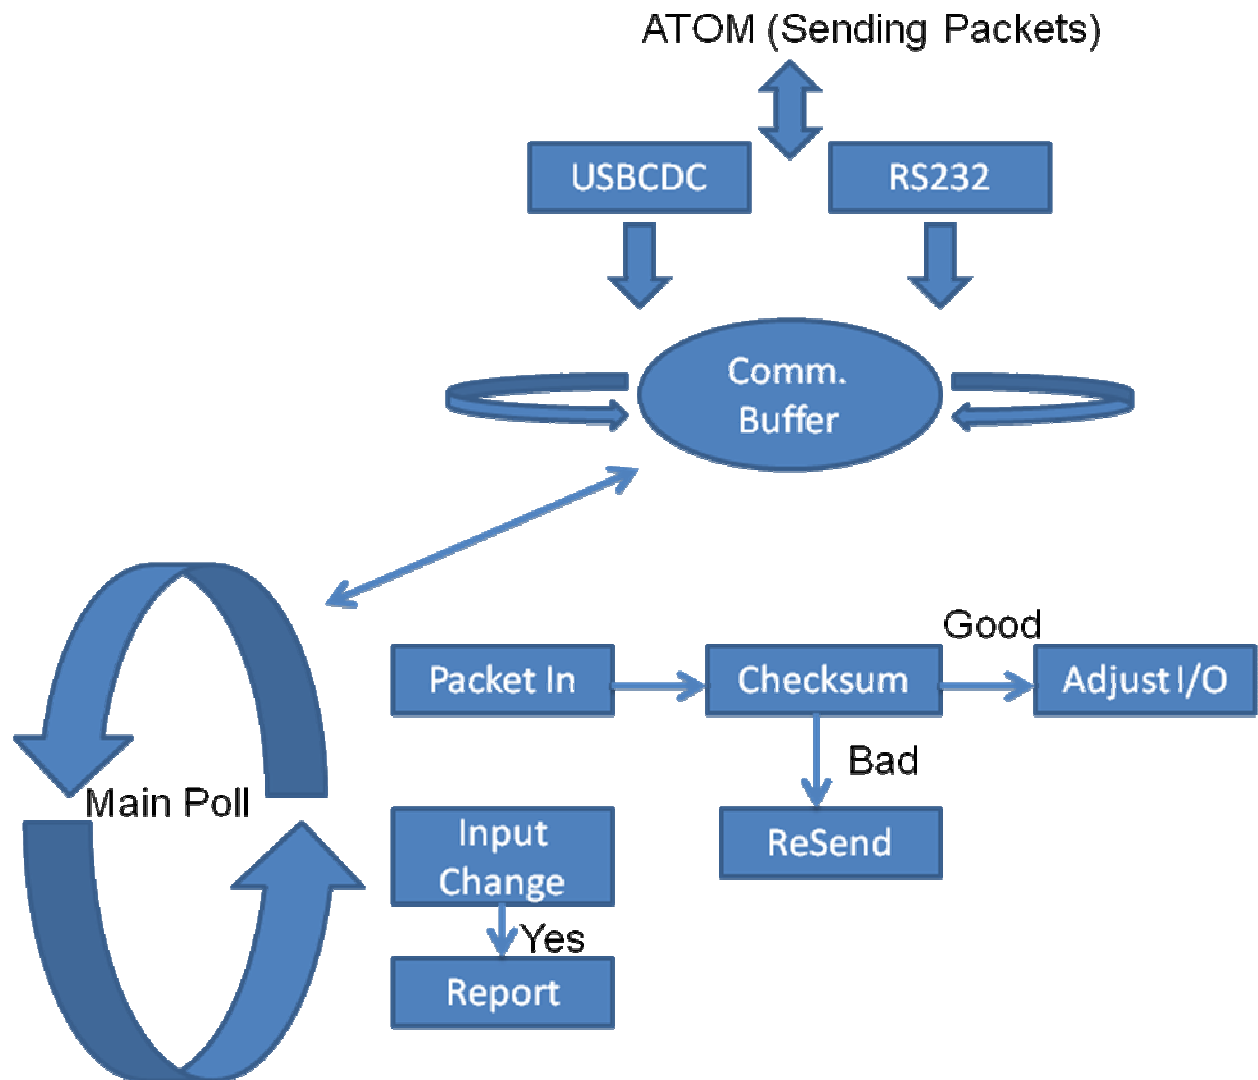 ATOM (Sending Packets)
USBCDC
RS232
Comm.
Buffer
Good
Packet In
Checksum
Adjust I/O
Bad
Main Poll
Input
Change
ReSend
Yes
Report